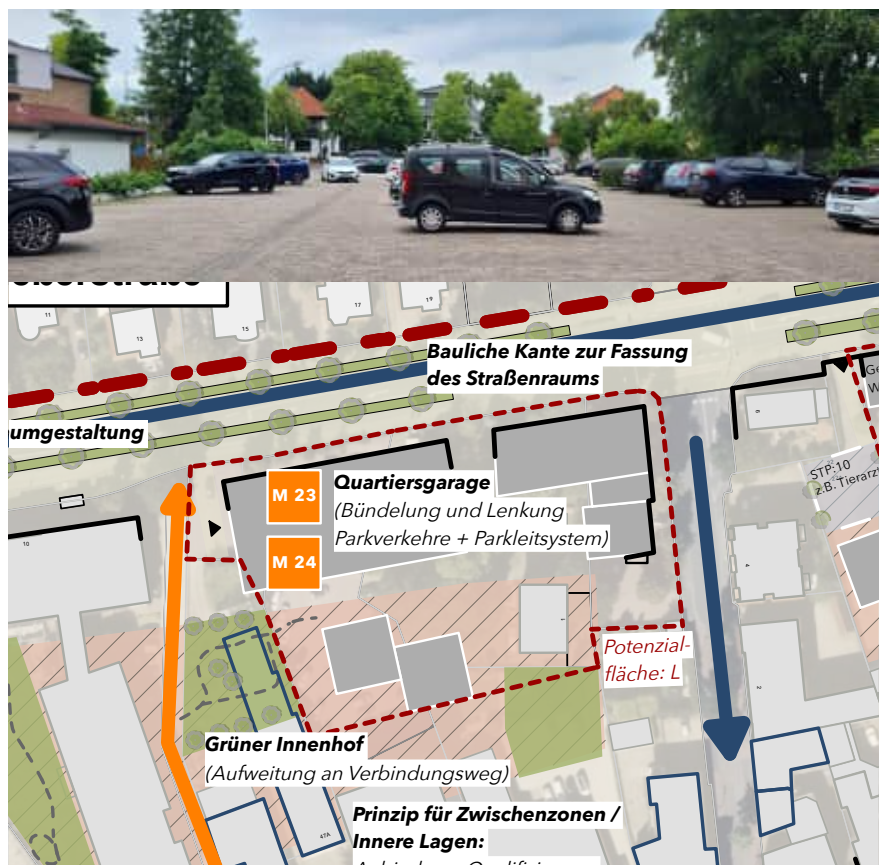 11
13
15
17
19
Bauliche Kante zur Fassung
des Straßenraums
umgestaltung
M 23
Quartiersgarage
(Bündelung und Lenkung
Parkverkehre + Parkleitsystem)
M 24
STP:10
z.B. Tierarz
10
4
1
2
Potenzial-
fläche: L
Grüner Innenhof
(Aufweitung an Verbindungsweg)
47A
Prinzip für Zwischenzonen /
Innere Lagen: